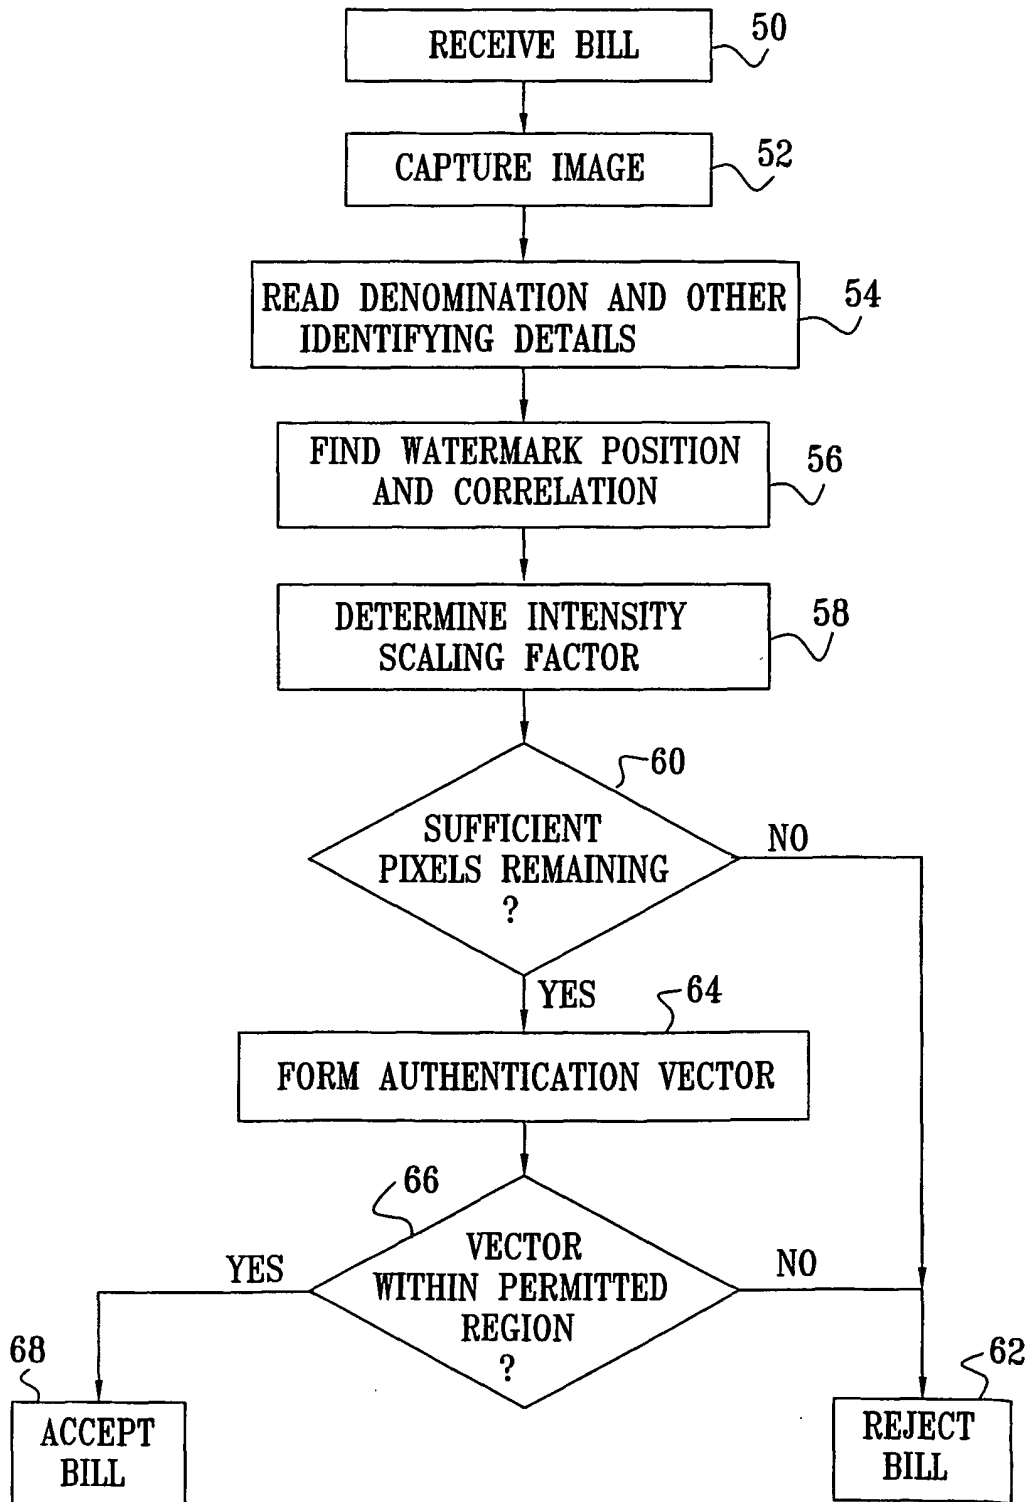 RECEIVE BILL
50
CAPTURE IMAGE
52
READ DENOMINATION AND OTHER
IDENTIFYING DETAILS
54
FIND WATERMARK POSITION
AND CORRELATION
56
DETERMINE INTENSITY
SCALING FACTOR
58
60
SUFFICIENT
PIXELS REMAINING
?
NO
YES
64
FORM AUTHENTICATION VECTOR
66
VECTOR
WITHIN PERMITTED
REGION
?
YES
NO
68
ACCEPT
BILL
62
REJECT
BILL